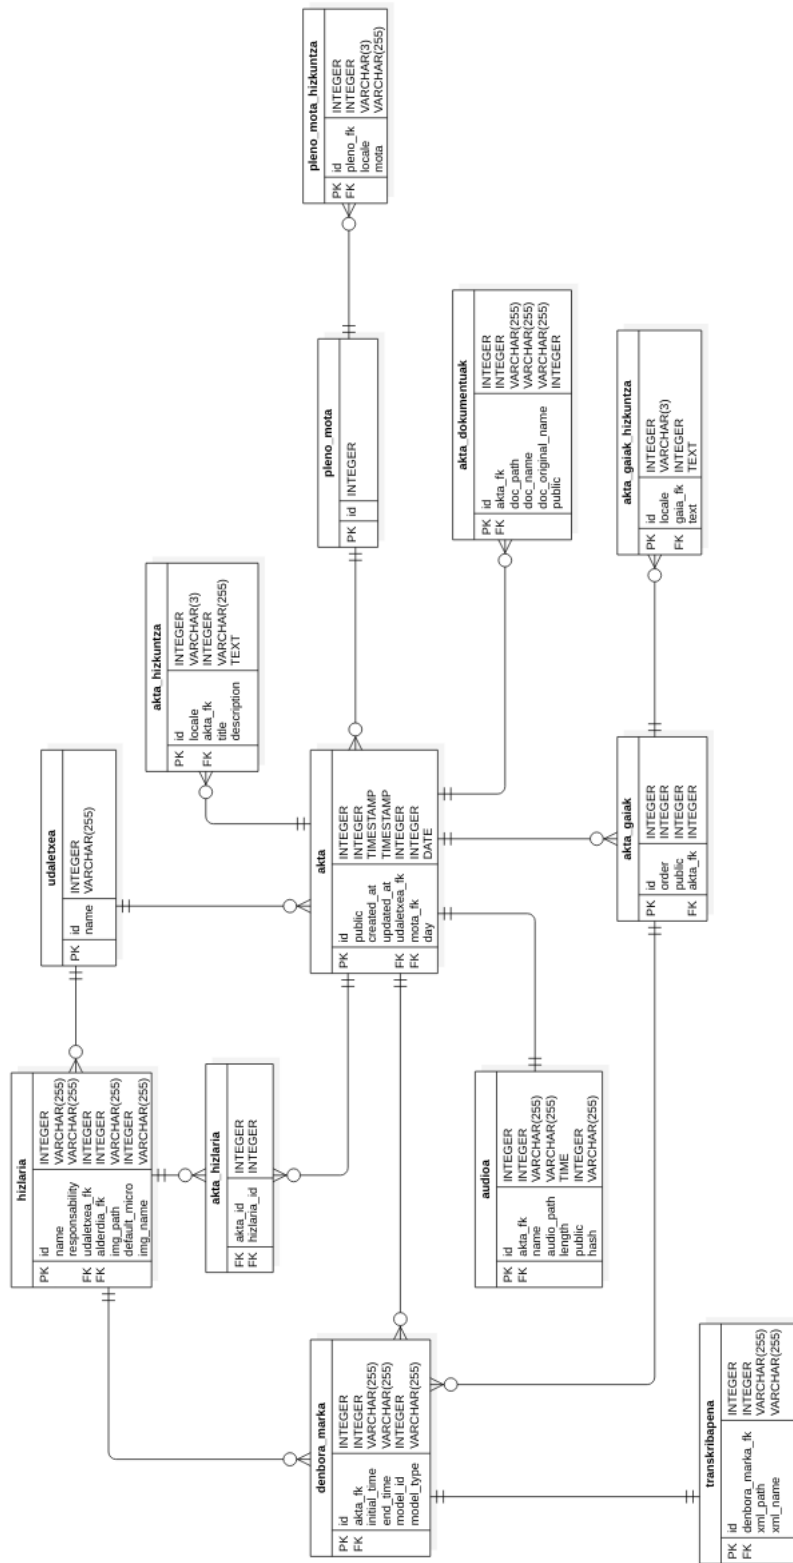 hizlaria
PK id INTEGER
name VARCHAR(255)
responsability VARCHAR(255)
FK udaletxea_fk INTEGER
FK alderdia_fk INTEGER
img_path VARCHAR(255)
default_micro INTEGER
img_name VARCHAR(255)
udaletxea
PK id INTEGER
name VARCHAR(255)
akta_hizkuntza
PK id INTEGER
locale VARCHAR(3)
FK akta_fk INTEGER
title VARCHAR(255)
description TEXT
akta_hizlaria
FK akta_id INTEGER
FK hizlaria_id INTEGER
pleno_mota_hizkuntza
PK id INTEGER
FK pleno_fk INTEGER
locale VARCHAR(3)
mota VARCHAR(255)
denbora_marka
PK id INTEGER
FK akta_fk INTEGER
initial_time VARCHAR(255)
end_time VARCHAR(255)
model_id INTEGER
model_type VARCHAR(255)
akta
PK id INTEGER
public INTEGER
created_at TIMESTAMP
updated_at TIMESTAMP
FK udaletxea_fk INTEGER
FK mota_fk INTEGER
day DATE
pleno_mota
PK id INTEGER
akta_dokumentuak
PK id INTEGER
FK akta_fk INTEGER
doc_path VARCHAR(255)
doc_name VARCHAR(255)
doc_original_name VARCHAR(255)
public INTEGER
audioa
PK id INTEGER
FK akta_fk INTEGER
name VARCHAR(255)
audio_path VARCHAR(255)
length TIME
public INTEGER
hash VARCHAR(255)
akta_gaiak
PK id INTEGER
order INTEGER
public INTEGER
FK akta_fk INTEGER
akta_gaiak_hizkuntza
PK id INTEGER
locale VARCHAR(3)
FK gaia_fk INTEGER
text TEXT
transkribapena
PK id INTEGER
FK denbora_marka_fk INTEGER
xml_path VARCHAR(255)
xml_name VARCHAR(255)